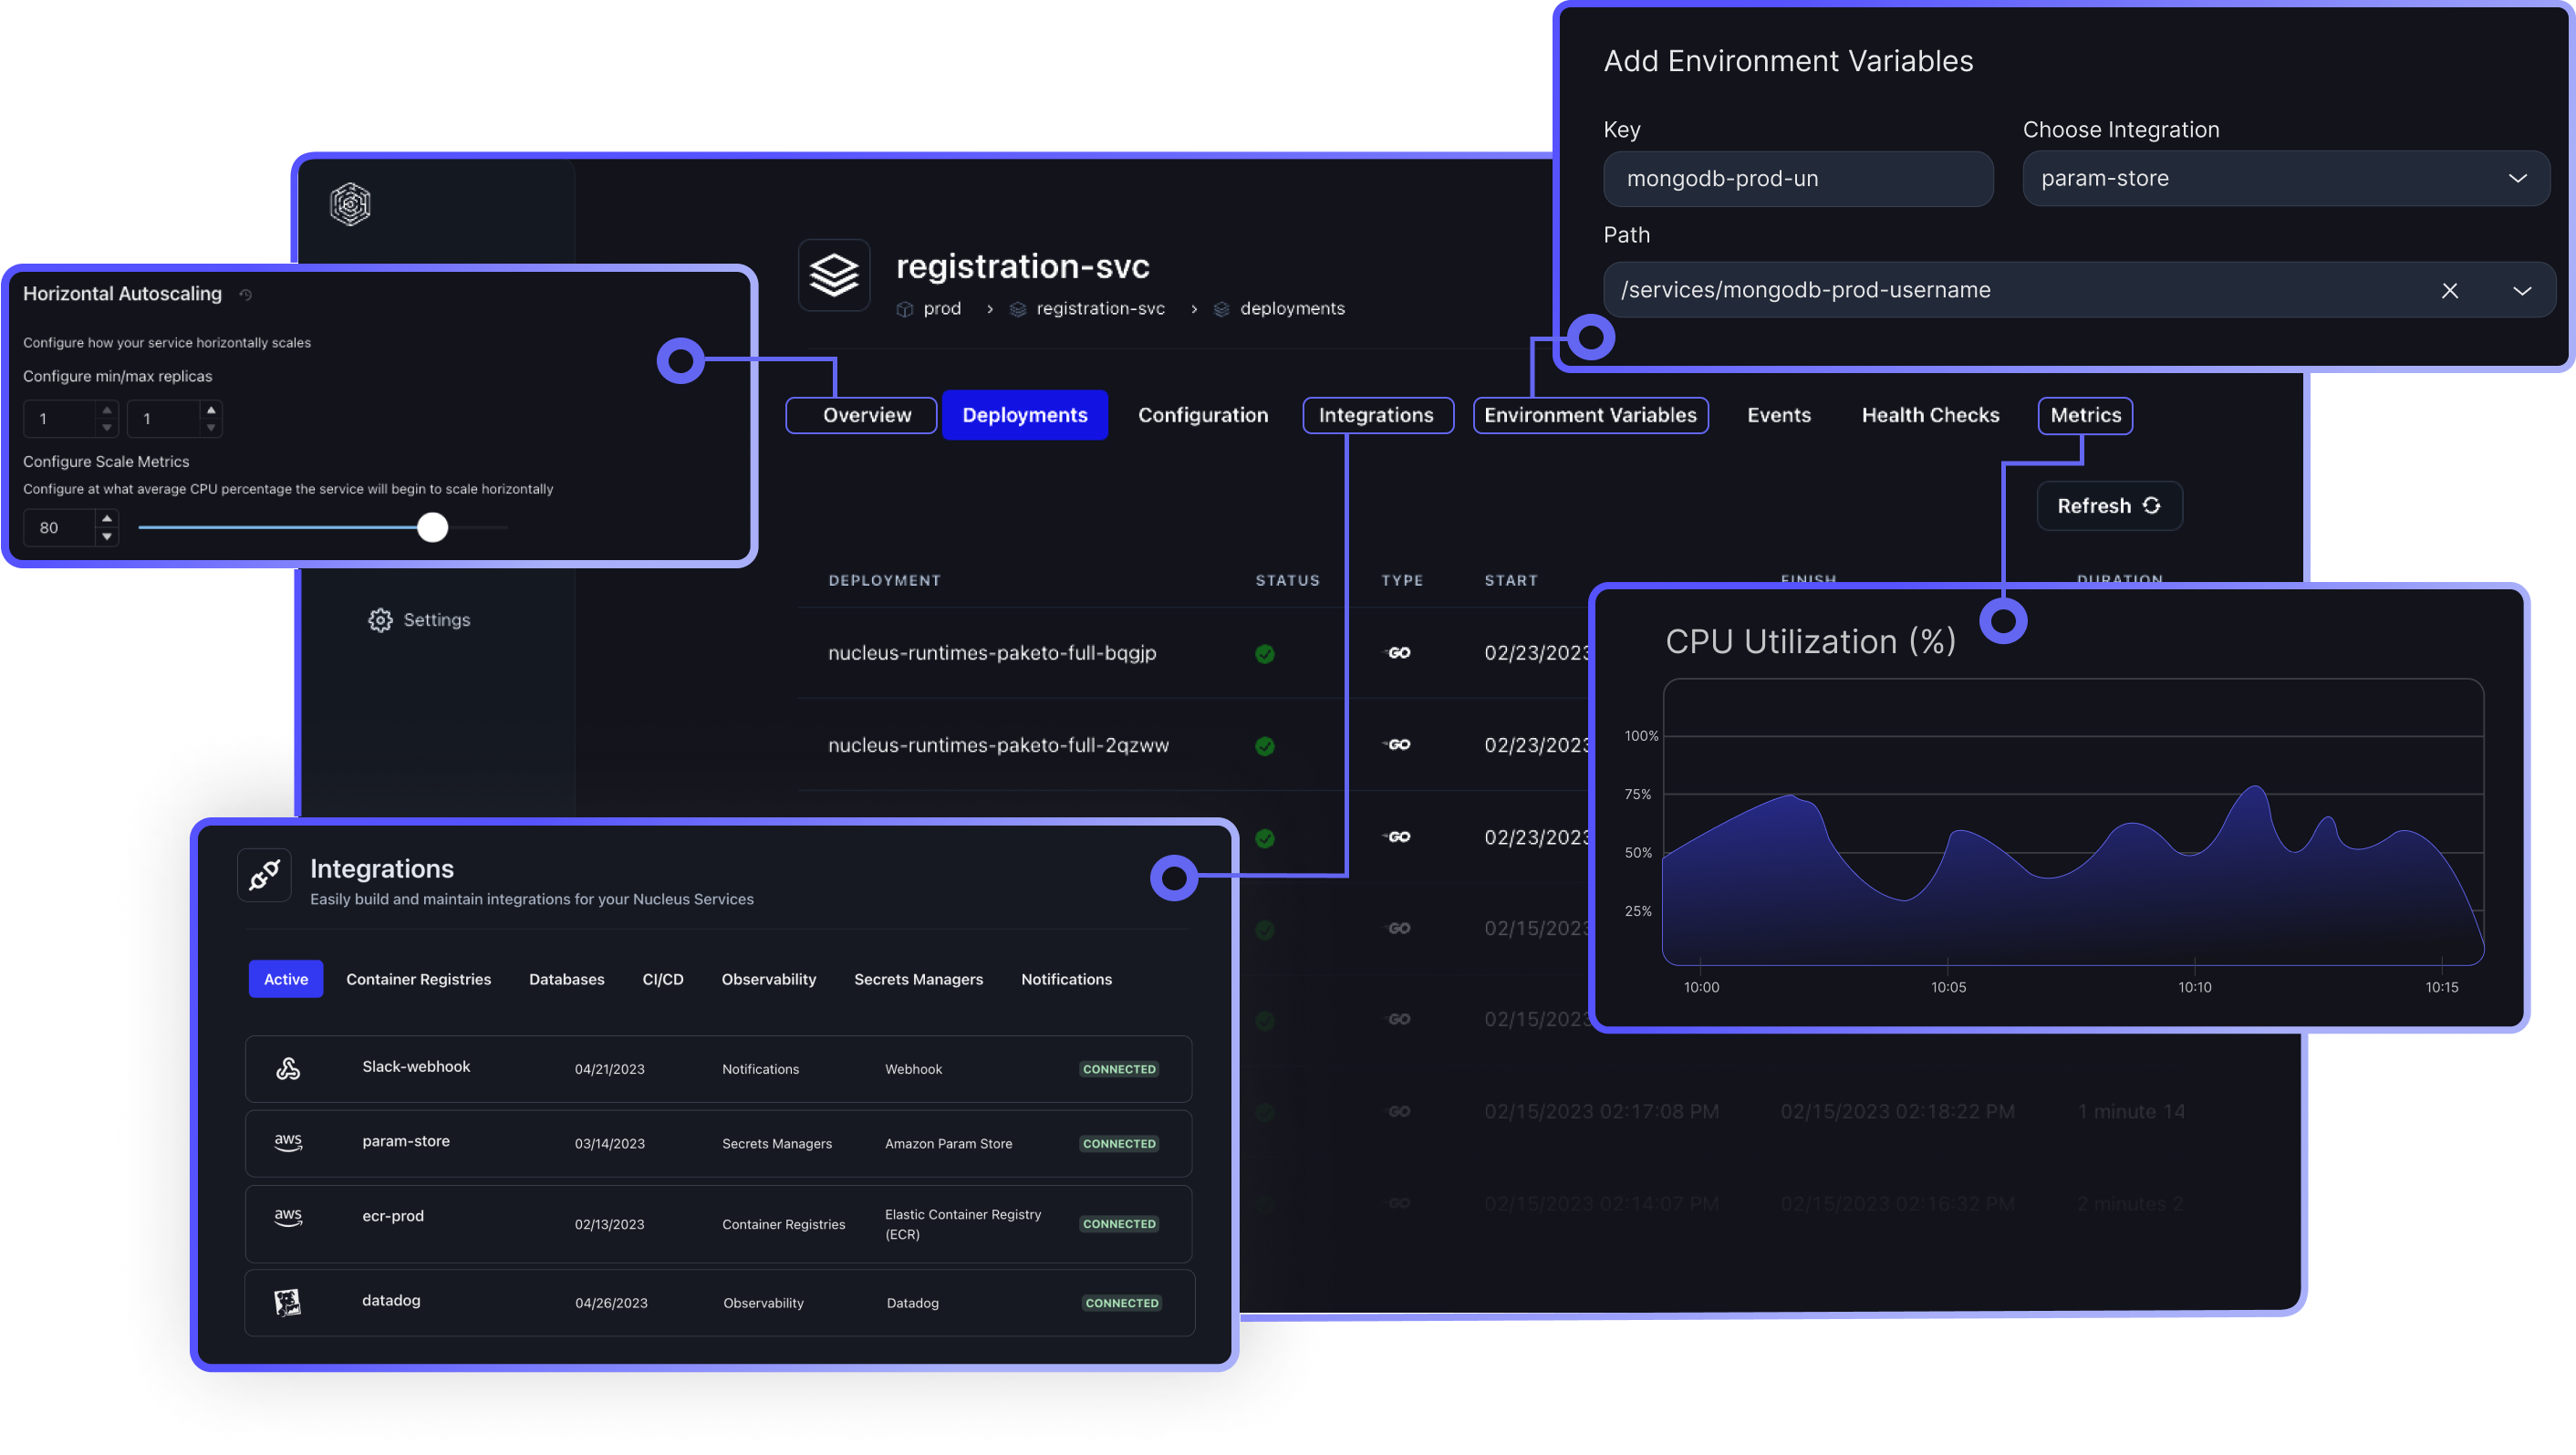 Add Environment Variables
Key
Choose Integration
mongodb-prod-un
param-store
Path
/services/mongodb-prod-username
registration-svc
prod › registration-svc › deployments
Horizontal Autoscaling
Configure how your service horizontally scales
Configure min/max replicas
1 1
Configure Scale Metrics
Configure at what average CPU percentage the service will begin to scale horizontally
80
Overview Deployments Configuration Integrations Environment Variables Events Health Checks Metrics
Refresh
Settings
DEPLOYMENT STATUS TYPE START FINISH DURATION
nucleus-runtimes-paketo-full-bqgjp GO 02/23/2023
nucleus-runtimes-paketo-full-2qzww GO 02/23/2023
GO 02/23/2023
GO 02/15/2023
GO 02/15/2023
GO 02/15/2023 02:17:08 PM 02/15/2023 02:18:22 PM 1 minute 14
GO 02/15/2023 02:14:07 PM 02/15/2023 02:16:32 PM 2 minutes 2
CPU Utilization (%)
100%
75%
50%
25%
10:00 10:05 10:10 10:15
Integrations
Easily build and maintain integrations for your Nucleus Services
Active Container Registries Databases CI/CD Observability Secrets Managers Notifications
Slack-webhook 04/21/2023 Notifications Webhook CONNECTED
aws param-store 03/14/2023 Secrets Managers Amazon Param Store CONNECTED
aws ecr-prod 02/13/2023 Container Registries Elastic Container Registry (ECR) CONNECTED
datadog 04/26/2023 Observability Datadog CONNECTED